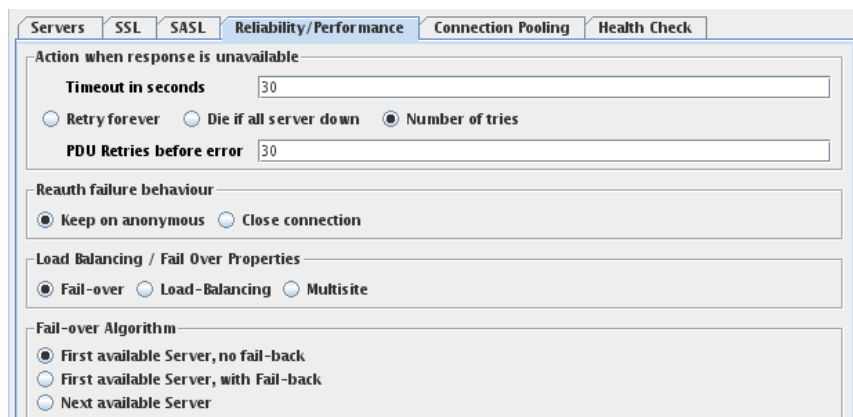 Servers SSL SASL Reliability/Performance Connection Pooling Health Check
Action when response is unavailable
Timeout in seconds 30
Retry forever Die if all server down Number of tries
PDU Retries before error 30
Reauth failure behaviour
Keep on anonymous Close connection
Load Balancing / Fail Over Properties
Fail-over Load-Balancing Multisite
Fail-over Algorithm
First available Server, no fail-back
First available Server, with Fail-back
Next available Server